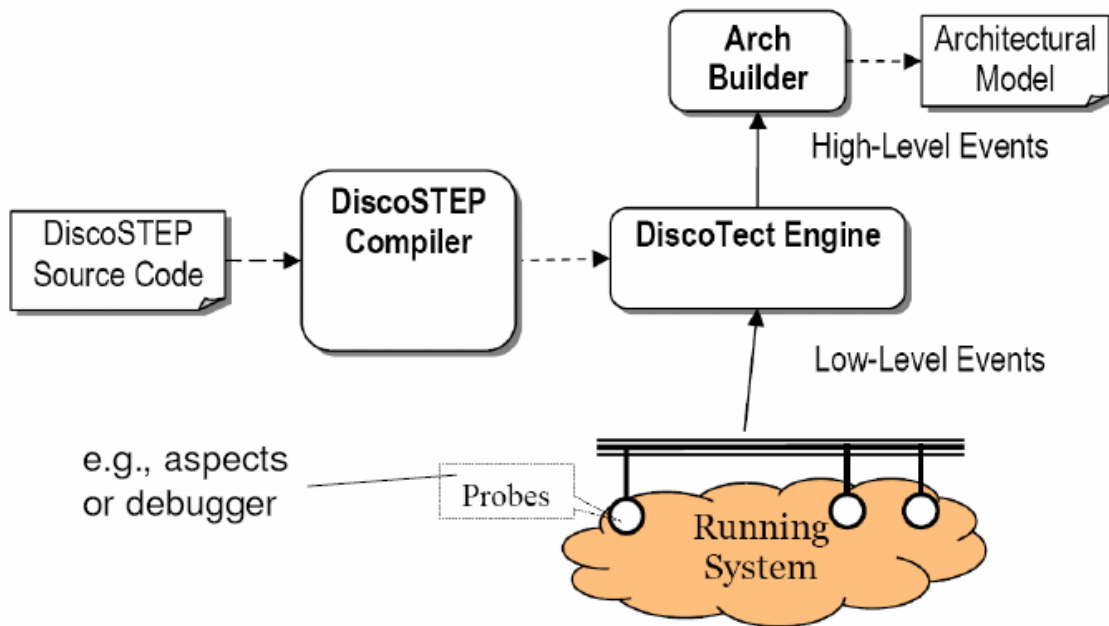 Arch
Builder
Architectural
Model
High-Level Events
DiscoSTEP
Source Code
DiscoSTEP
Compiler
DiscoTect Engine
Low-Level Events
e.g., aspects
or debugger
Probes
Running
System